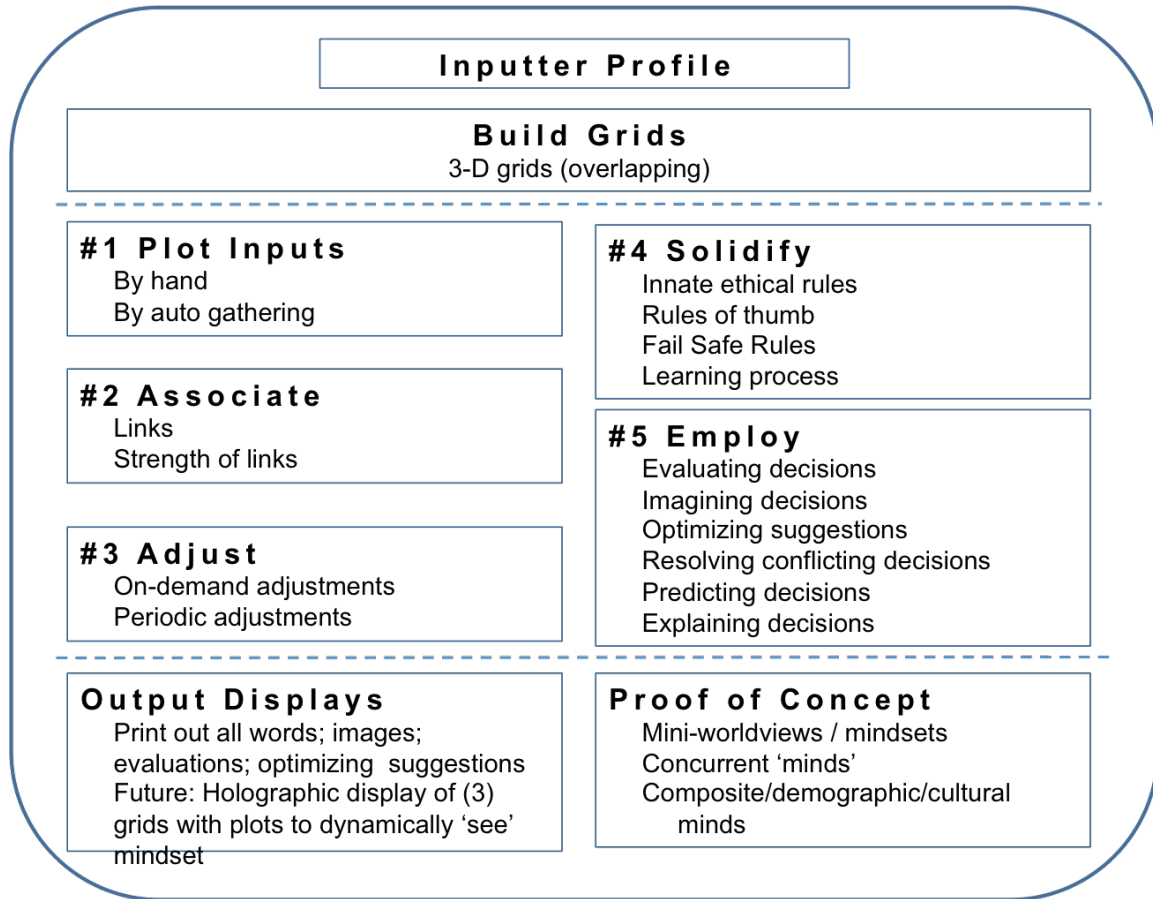 Inputter Profile
Build Grids
3-D grids (overlapping)
#1 Plot Inputs
By hand
By auto gathering
#2 Associate
Links
Strength of links
#3 Adjust
On-demand adjustments
Periodic adjustments
#4 Solidify
Innate ethical rules
Rules of thumb
Fail Safe Rules
Learning process
#5 Employ
Evaluating decisions
Imagining decisions
Optimizing suggestions
Resolving conflicting decisions
Predicting decisions
Explaining decisions
Output Displays
Print out all words; images;
evaluations; optimizing suggestions
Future: Holographic display of (3)
grids with plots to dynamically ‘see’
mindset
Proof of Concept
Mini-worldviews / mindsets
Concurrent ‘minds’
Composite/demographic/cultural
minds